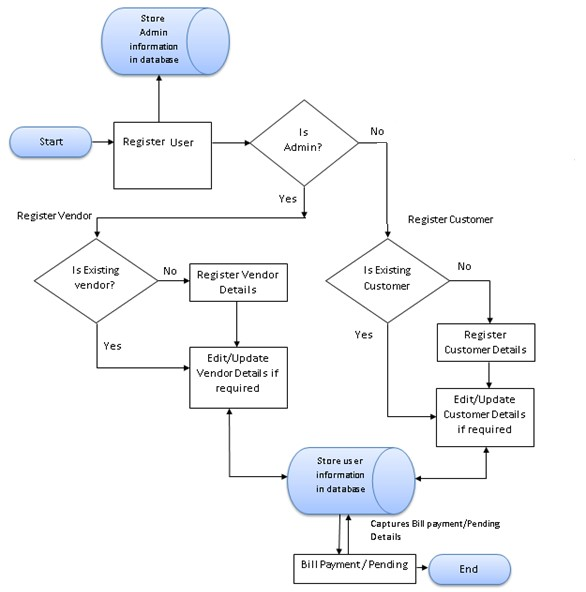 Store
Admin
information
in database
Start
Register User
Is
Admin?
No
Yes
Register Vendor
Register Customer
Is Existing
vendor?
No
Register Vendor
Details
Is Existing
Customer
No
Yes
Edit/Update
Vendor Details if
required
Yes
Register
Customer Details
Edit/Update
Customer Details
if required
Store user
information
in database
Captures Bill payment/Pending
Details
Bill Payment / Pending
End